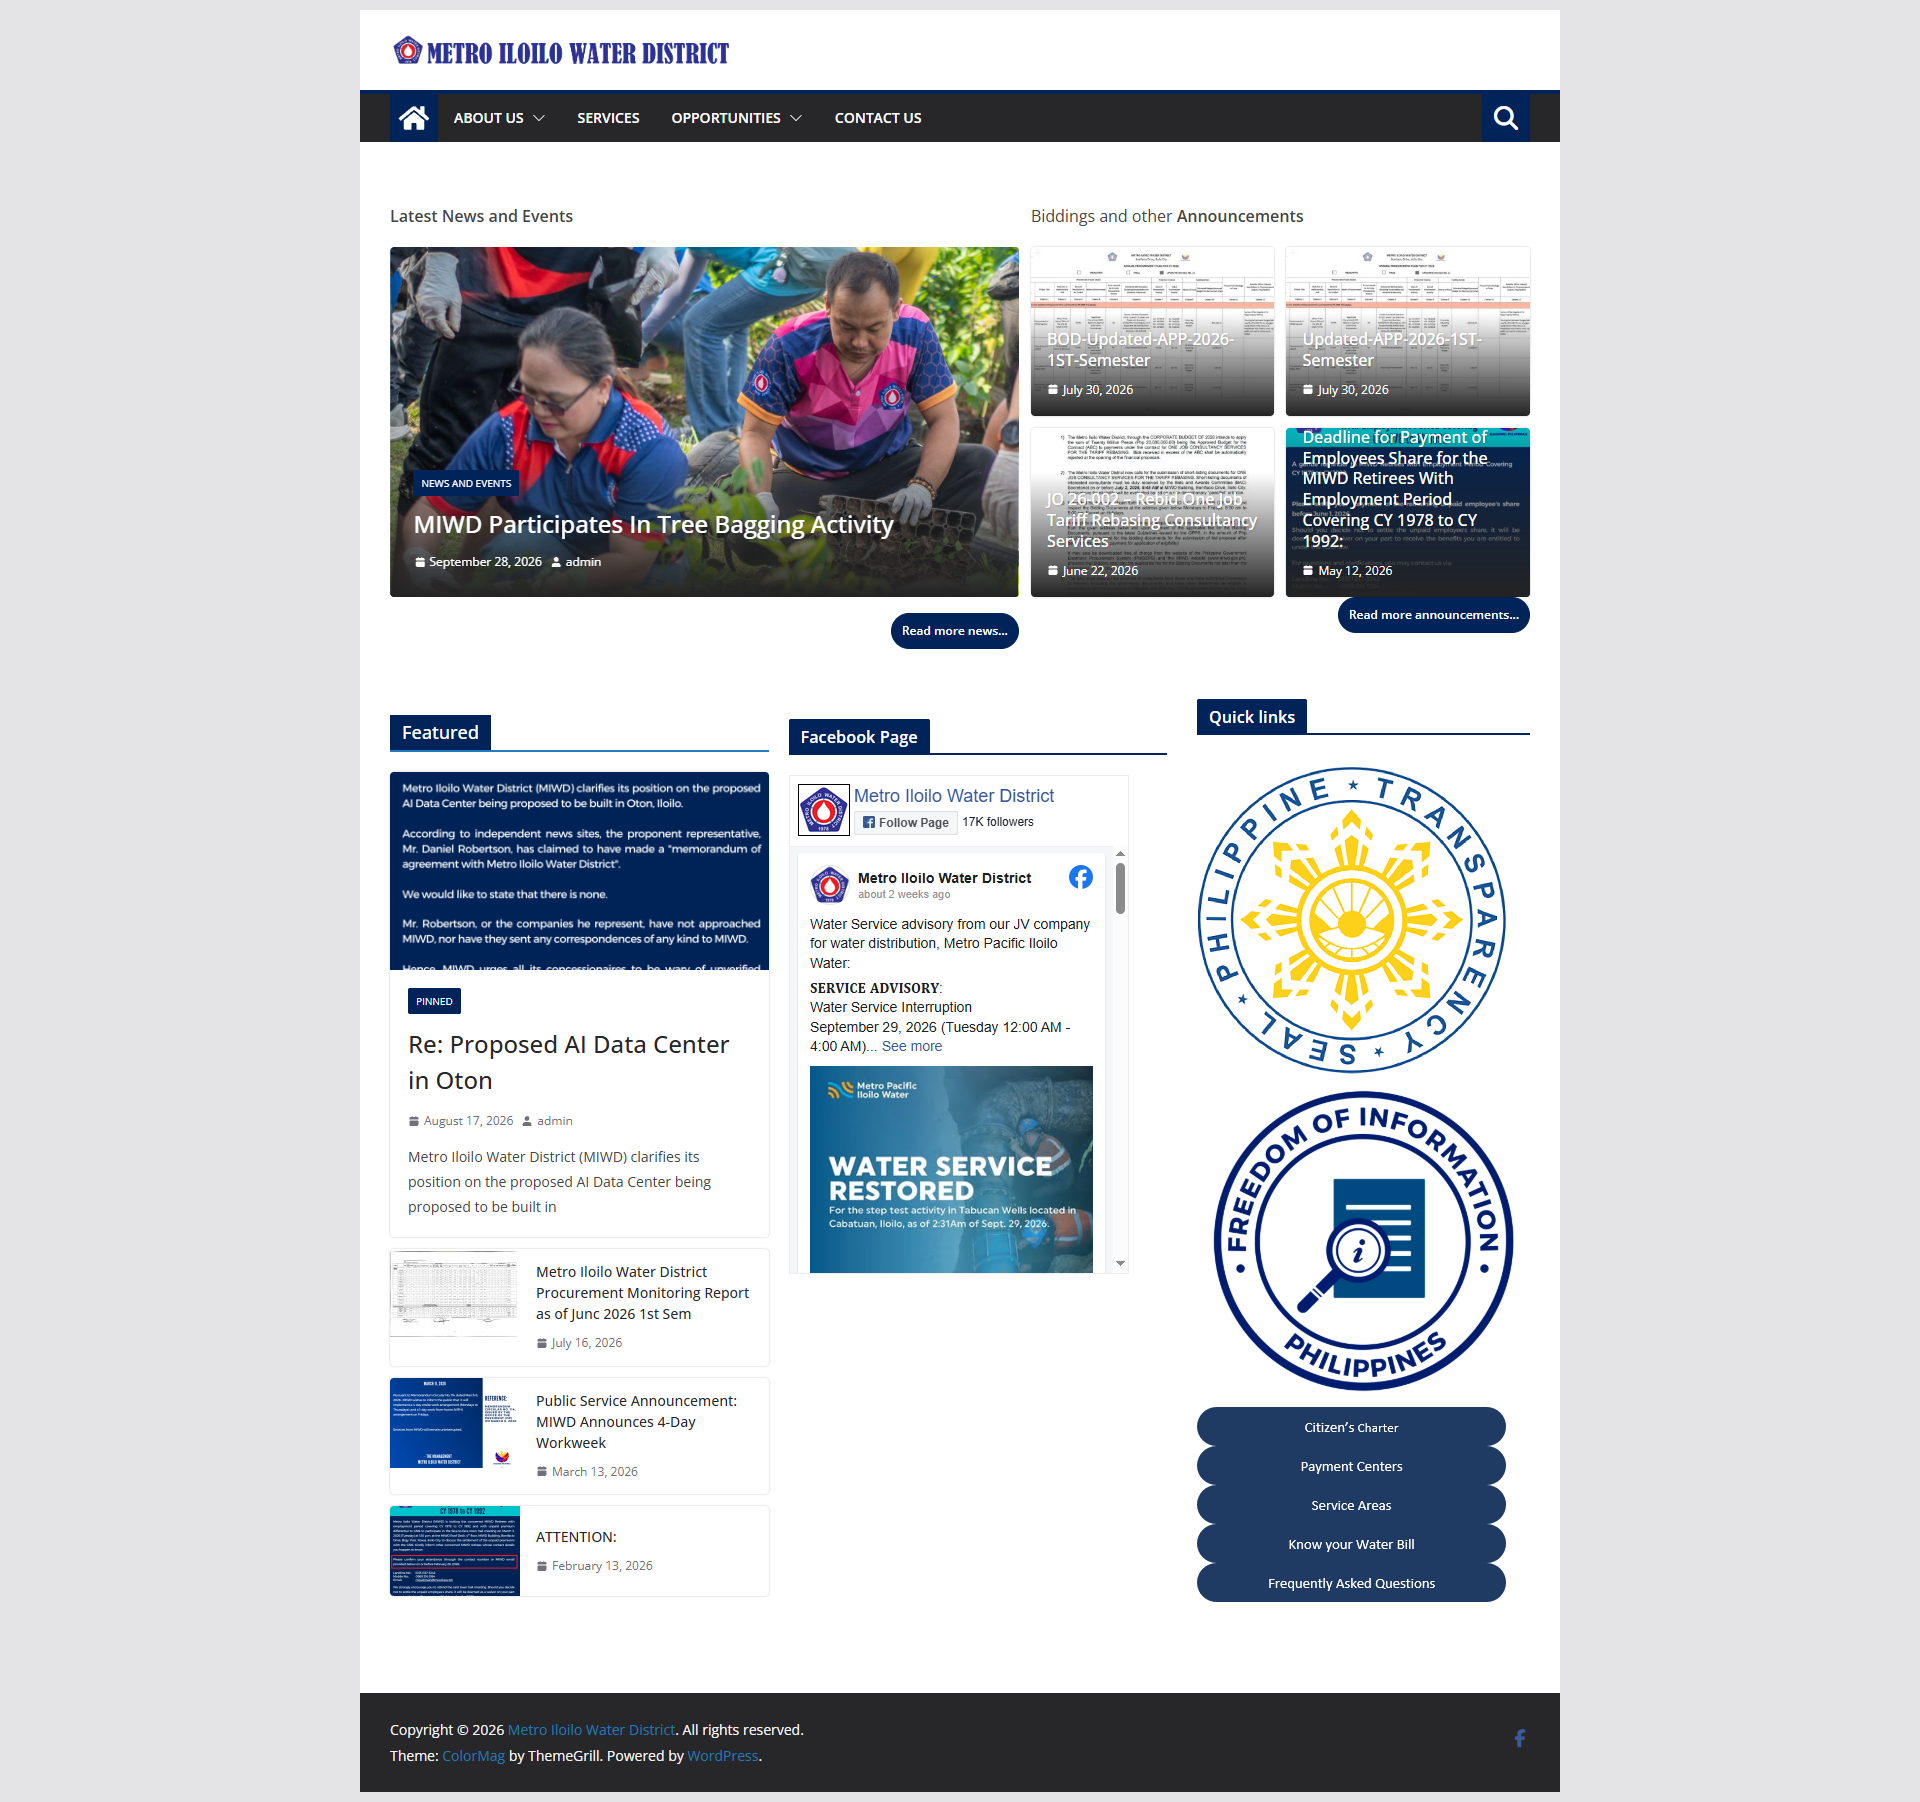 METRO ILOILO WATER DISTRICT
ABOUT US
SERVICES
OPPORTUNITIES
CONTACT US
Latest News and Events
NEWS AND EVENTS
MIWD Participates In Tree Bagging Activity
September 28, 2026 admin
Read more news...
Biddings and other Announcements
BOD-Updated-APP-2026-
1ST-Semester
July 30, 2026
Updated-APP-2026-1ST-
Semester
July 30, 2026
JO 26-002 – Rebid One Job
Tariff Rebasing Consultancy
Services
June 22, 2026
Deadline for Payment of
Employees Share for the
MIWD Retirees With
Employment Period
Covering CY 1978 to CY
1992:
May 12, 2026
Read more announcements...
Featured
Metro Iloilo Water District (MIWD) clarifies its position on the proposed
AI Data Center being proposed to be built in Oton, Iloilo.
According to independent news sites, the proponent representative,
Mr. Daniel Robertson, has claimed to have made a "memorandum of
agreement with Metro Iloilo Water District".
We would like to state that there is none.
Mr. Robertson, or the companies he represent, have not approached
MIWD, nor have they sent any correspondences of any kind to MIWD.
Hence, MIWD urges all its concessionaires to be wary of unverified
PINNED
Re: Proposed AI Data Center
in Oton
August 17, 2026 admin
Metro Iloilo Water District (MIWD) clarifies its
position on the proposed AI Data Center being
proposed to be built in
Metro Iloilo Water District
Procurement Monitoring Report
as of Junc 2026 1st Sem
July 16, 2026
Public Service Announcement:
MIWD Announces 4-Day
Workweek
March 13, 2026
CY 1978 to CY 1992
ATTENTION:
February 13, 2026
Facebook Page
Metro Iloilo Water District
Follow Page 17K followers
Metro Iloilo Water District
about 2 weeks ago
Water Service advisory from our JV company
for water distribution, Metro Pacific Iloilo
Water:
SERVICE ADVISORY:
Water Service Interruption
September 29, 2026 (Tuesday 12:00 AM -
4:00 AM)... See more
Metro Pacific
Iloilo Water
WATER SERVICE
RESTORED
For the step test activity in Tabucan Wells located in
Cabatuan, Iloilo, as of 2:31Am of Sept. 29, 2026.
Quick links
PHILIPPINE TRANSPARENCY SEAL
FREEDOM OF INFORMATION
i
PHILIPPINES
Citizen's Charter
Payment Centers
Service Areas
Know your Water Bill
Frequently Asked Questions
Copyright © 2026 Metro Iloilo Water District. All rights reserved.
Theme: ColorMag by ThemeGrill. Powered by WordPress.